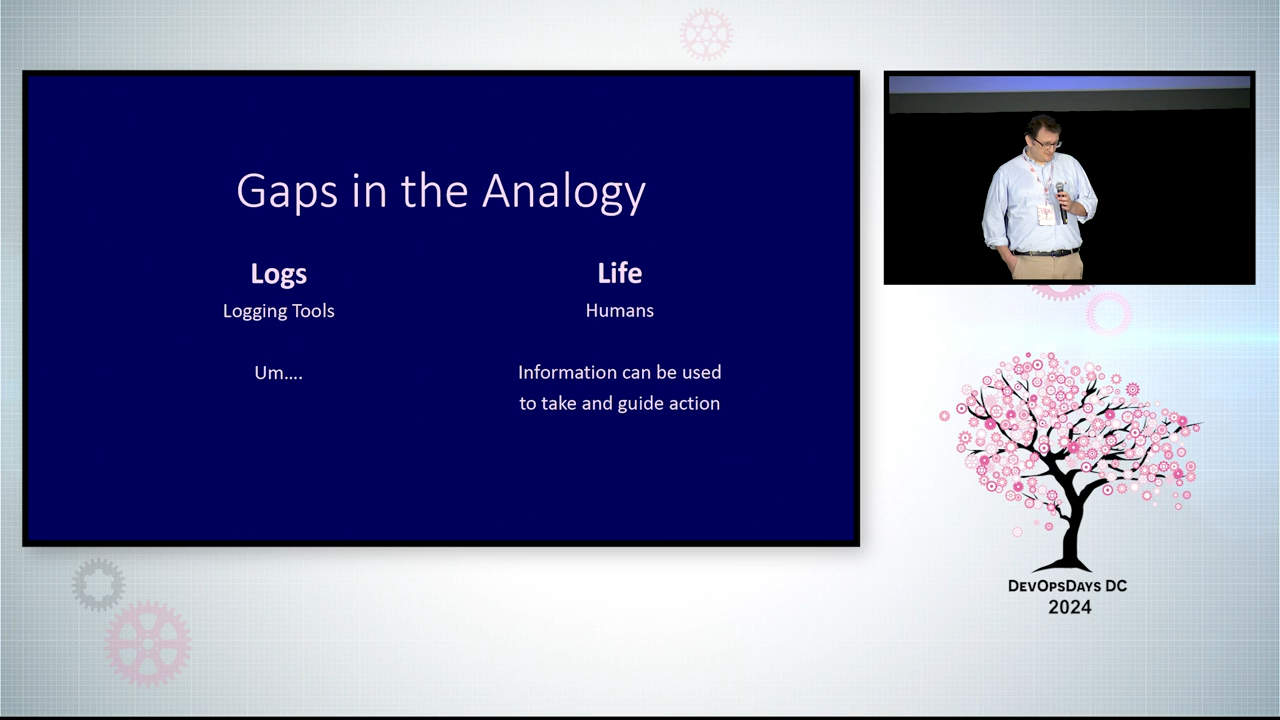 Gaps in the Analogy
Logs
Life
Logging Tools
Humans
Um....
Information can be used
to take and guide action
DevOpsDays DC
2024